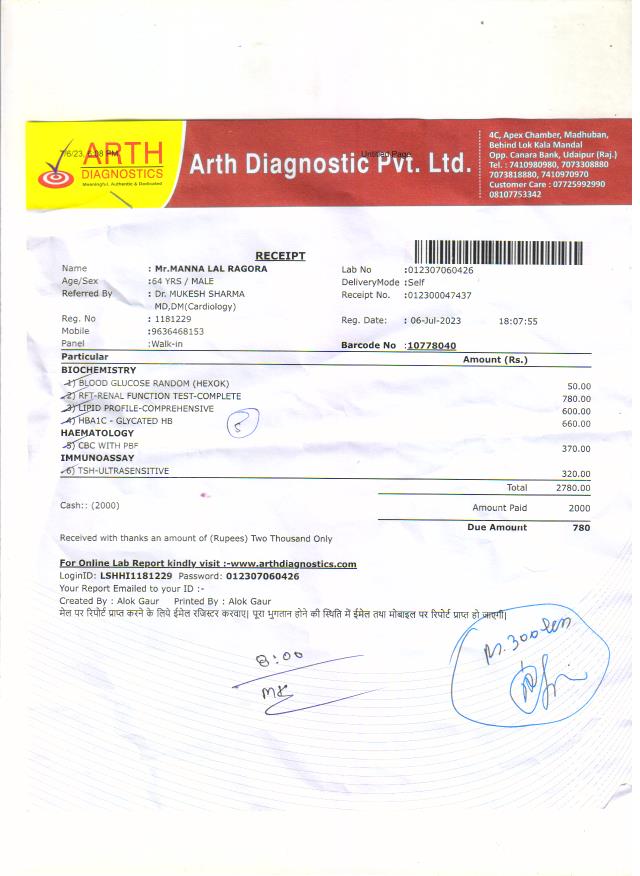 7/6/23, 6:08 PM
Untitled Page
ARTH
DIAGNOSTICS
Meaningful, Authentic & Dedicated
Arth Diagnostic Pvt. Ltd.
4C, Apex Chamber, Madhuban,
Behind Lok Kala Mandal
Opp. Canara Bank, Udaipur (Raj.)
Tel. : 7410980980, 7073308880
7073818880, 7410970970
Customer Care : 07725992990
08107753342
RECEIPT
Name : Mr.MANNA LAL RAGORA Lab No :012307060426
Age/Sex :64 YRS / MALE DeliveryMode :Self
Referred By : Dr. MUKESH SHARMA Receipt No. :012300047437
MD,DM(Cardiology)
Reg. No : 1181229 Reg. Date: : 06-Jul-2023 18:07:55
Mobile :9636468153
Panel :Walk-in Barcode No :10778040
Particular Amount (Rs.)
BIOCHEMISTRY
1) BLOOD GLUCOSE RANDOM (HEXOK) 50.00
2) RFT-RENAL FUNCTION TEST-COMPLETE 780.00
3) LIPID PROFILE-COMPREHENSIVE 600.00
4) HBA1C - GLYCATED HB 660.00
5
HAEMATOLOGY
5) CBC WITH PBF 370.00
IMMUNOASSAY
6) TSH-ULTRASENSITIVE 320.00
Total 2780.00
Cash:: (2000) Amount Paid 2000
Due Amount 780
Received with thanks an amount of (Rupees) Two Thousand Only
For Online Lab Report kindly visit :-www.arthdiagnostics.com
LoginID: LSHHI1181229 Password: 012307060426
Your Report Emailed to your ID :-
Created By : Alok Gaur Printed By : Alok Gaur
मेल पर रिपोर्ट प्राप्त करने के लिये ईमेल रजिस्टर करवाए। पूरा भुगतान होने की स्थिति में ईमेल तथा मोबाइल पर रिपोर्ट प्राप्त हो जाएगी|
8:00